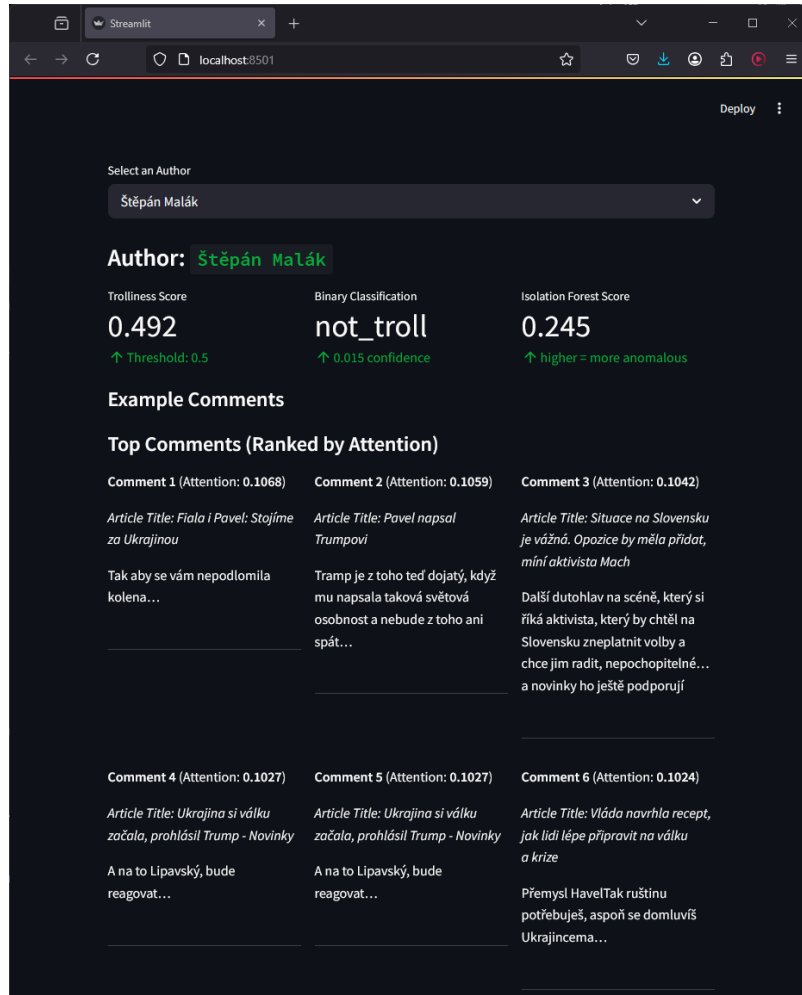 Streamlit
localhost:8501
Deploy
Select an Author
Štěpán Malák
Author: Štěpán Malák
Trolliness Score
0.492
↑ Threshold: 0.5
Binary Classification
not_troll
↑ 0.015 confidence
Isolation Forest Score
0.245
↑ higher = more anomalous
Example Comments
Top Comments (Ranked by Attention)
Comment 1 (Attention: 0.1068)
Article Title: Fiala i Pavel: Stojíme
za Ukrajinou
Tak aby se vám nepodlomila
kolena…
Comment 2 (Attention: 0.1059)
Article Title: Pavel napsal
Trumpovi
Tramp je z toho teď dojatý, když
mu napsala taková světová
osobnost a nebude z toho ani
spát…
Comment 3 (Attention: 0.1042)
Article Title: Situace na Slovensku
je vážná. Opozice by měla přidat,
míní aktivista Mach
Další dutohlav na scéně, který si
říká aktivista, který by chtěl na
Slovensku zneplatnit volby a
chce jim radit, nepochopitelné…
a novinky ho ještě podporují
Comment 4 (Attention: 0.1027)
Article Title: Ukrajina si válku
začala, prohlásil Trump - Novinky
A na to Lipavský, bude
reagovat…
Comment 5 (Attention: 0.1027)
Article Title: Ukrajina si válku
začala, prohlásil Trump - Novinky
A na to Lipavský, bude
reagovat…
Comment 6 (Attention: 0.1024)
Article Title: Vláda navrhla recept,
jak lidi lépe připravit na válku
a krize
Přemysl HavelTak ruštinu
potřebuješ, aspoň se domluvíš
Ukrajincema…